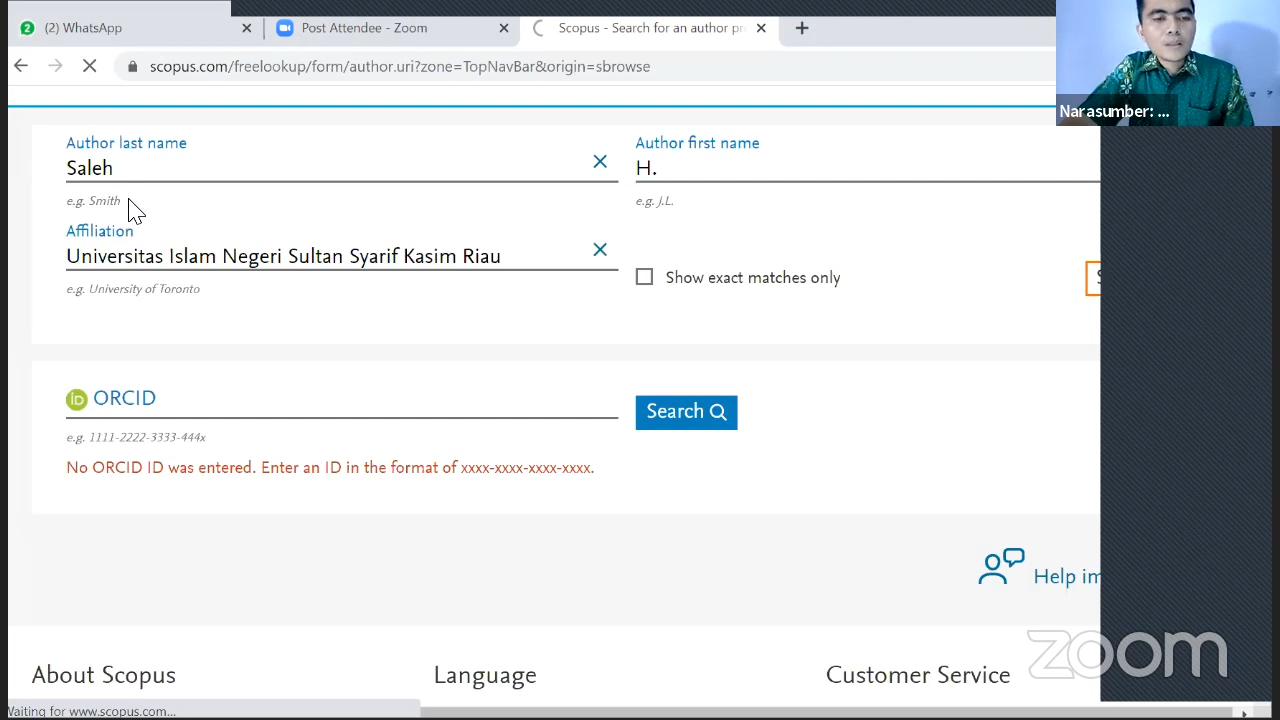 2 (2) WhatsApp
Post Attendee - Zoom
Scopus - Search for an author pr
scopus.com/freelookup/form/author.uri?zone=TopNavBar&origin=sbrowse
Narasumber: ...
Author last name
Author first name
Saleh
H.
e.g. Smith
e.g. J.L.
Affiliation
Universitas Islam Negeri Sultan Syarif Kasim Riau
Show exact matches only
S
e.g. University of Toronto
iD ORCID
Search
e.g. 1111-2222-3333-444x
No ORCID ID was entered. Enter an ID in the format of xxxx-xxxx-xxxx-xxxx.
Help im
zoom
About Scopus
Language
Customer Service
Waiting for www.scopus.com...